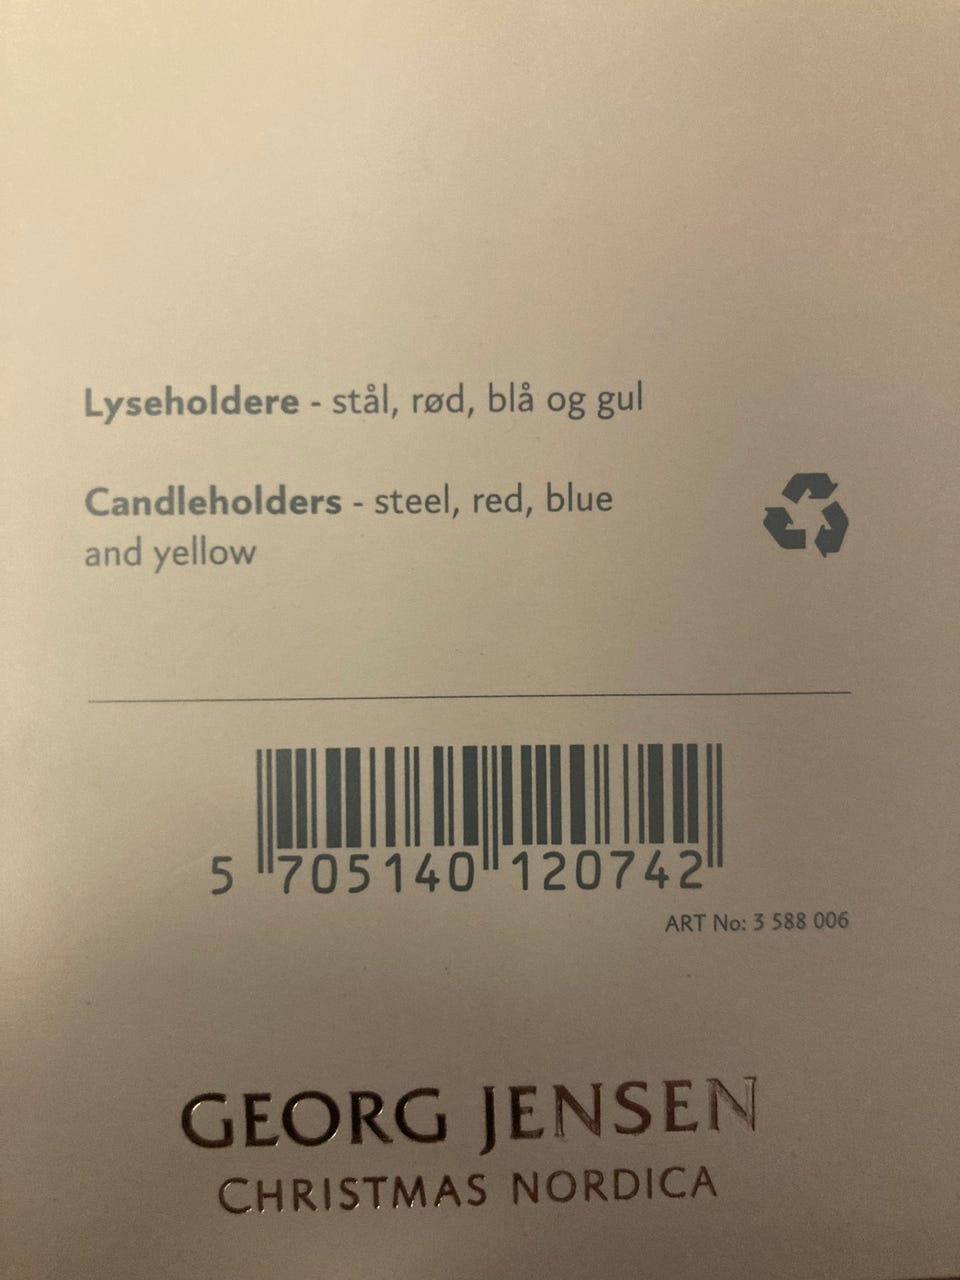 Lyseholdere - stål, rød, blå og gul
Candleholders - steel, red, blue
and yellow
5 705140 120742
ART No: 3 588 006
GEORG JENSEN
CHRISTMAS NORDICA